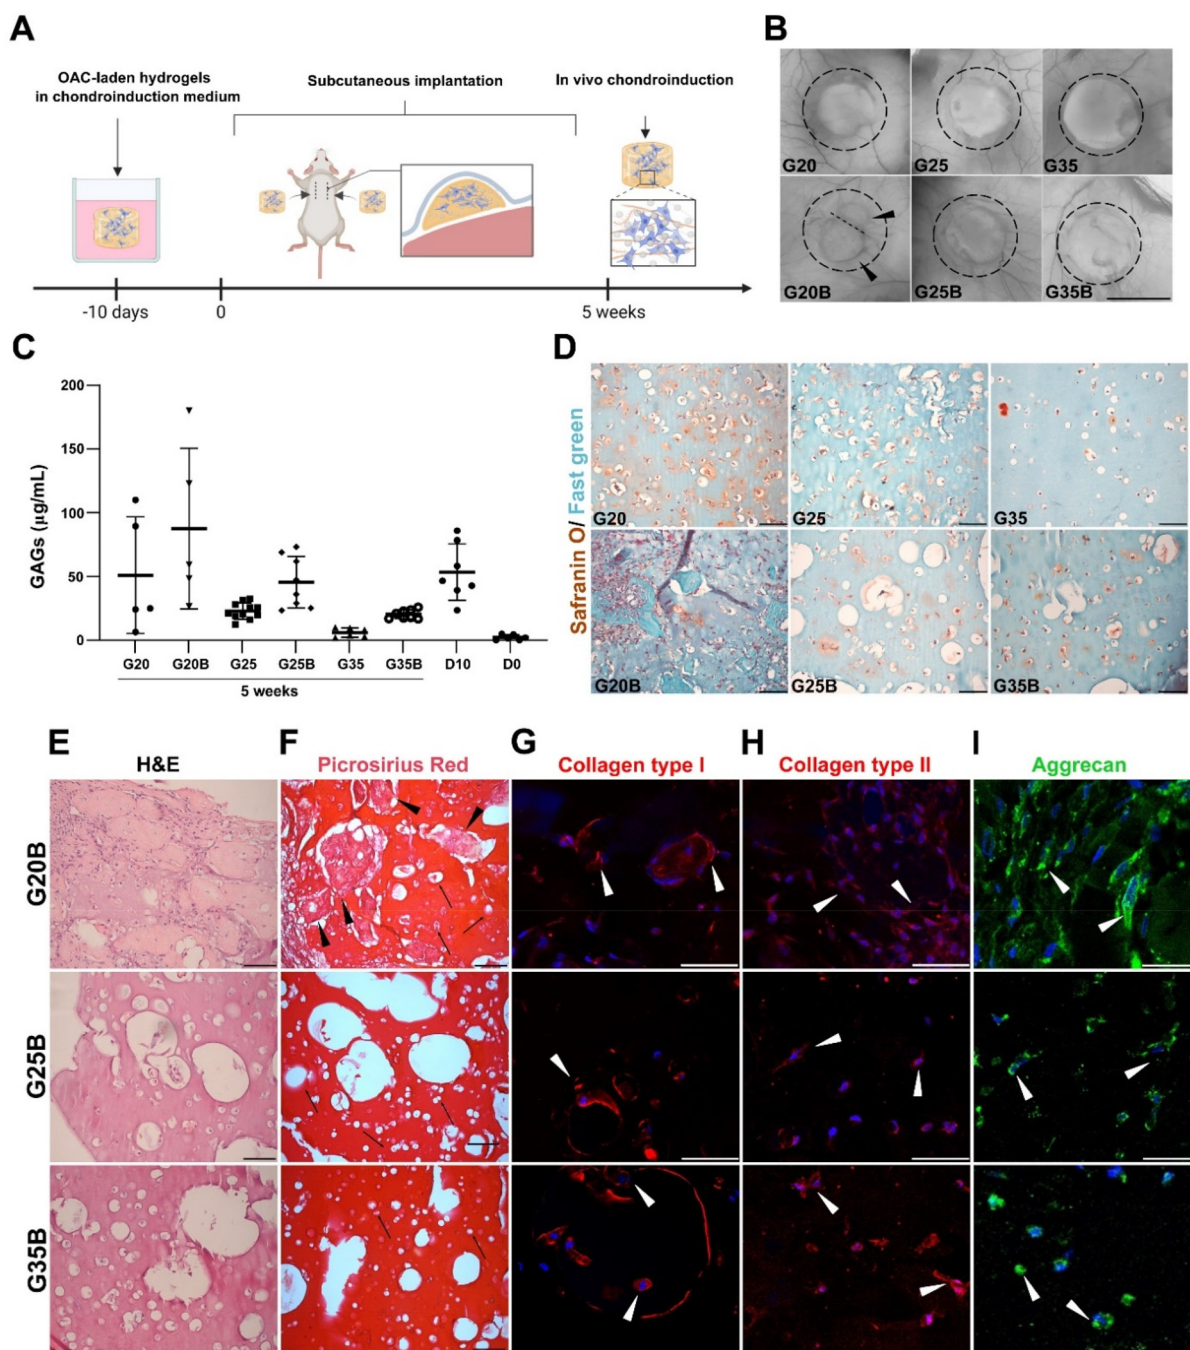 A
OAC-laden hydrogels
in chondroinduction medium
Subcutaneous implantation
In vivo chondroinduction
-10 days
0
5 weeks
B
G20
G25
G35
G20B
G25B
G35B
C
GAGs (µg/mL)
200
150
100
50
0
G20
G20B
G25
G25B
G35
G35B
D10
D0
5 weeks
D
Safranin O/ Fast green
G20
G25
G35
G20B
G25B
G35B
E
H&E
F
Picrosirius Red
G
Collagen type I
H
Collagen type II
I
Aggrecan
G20B
G25B
G35B